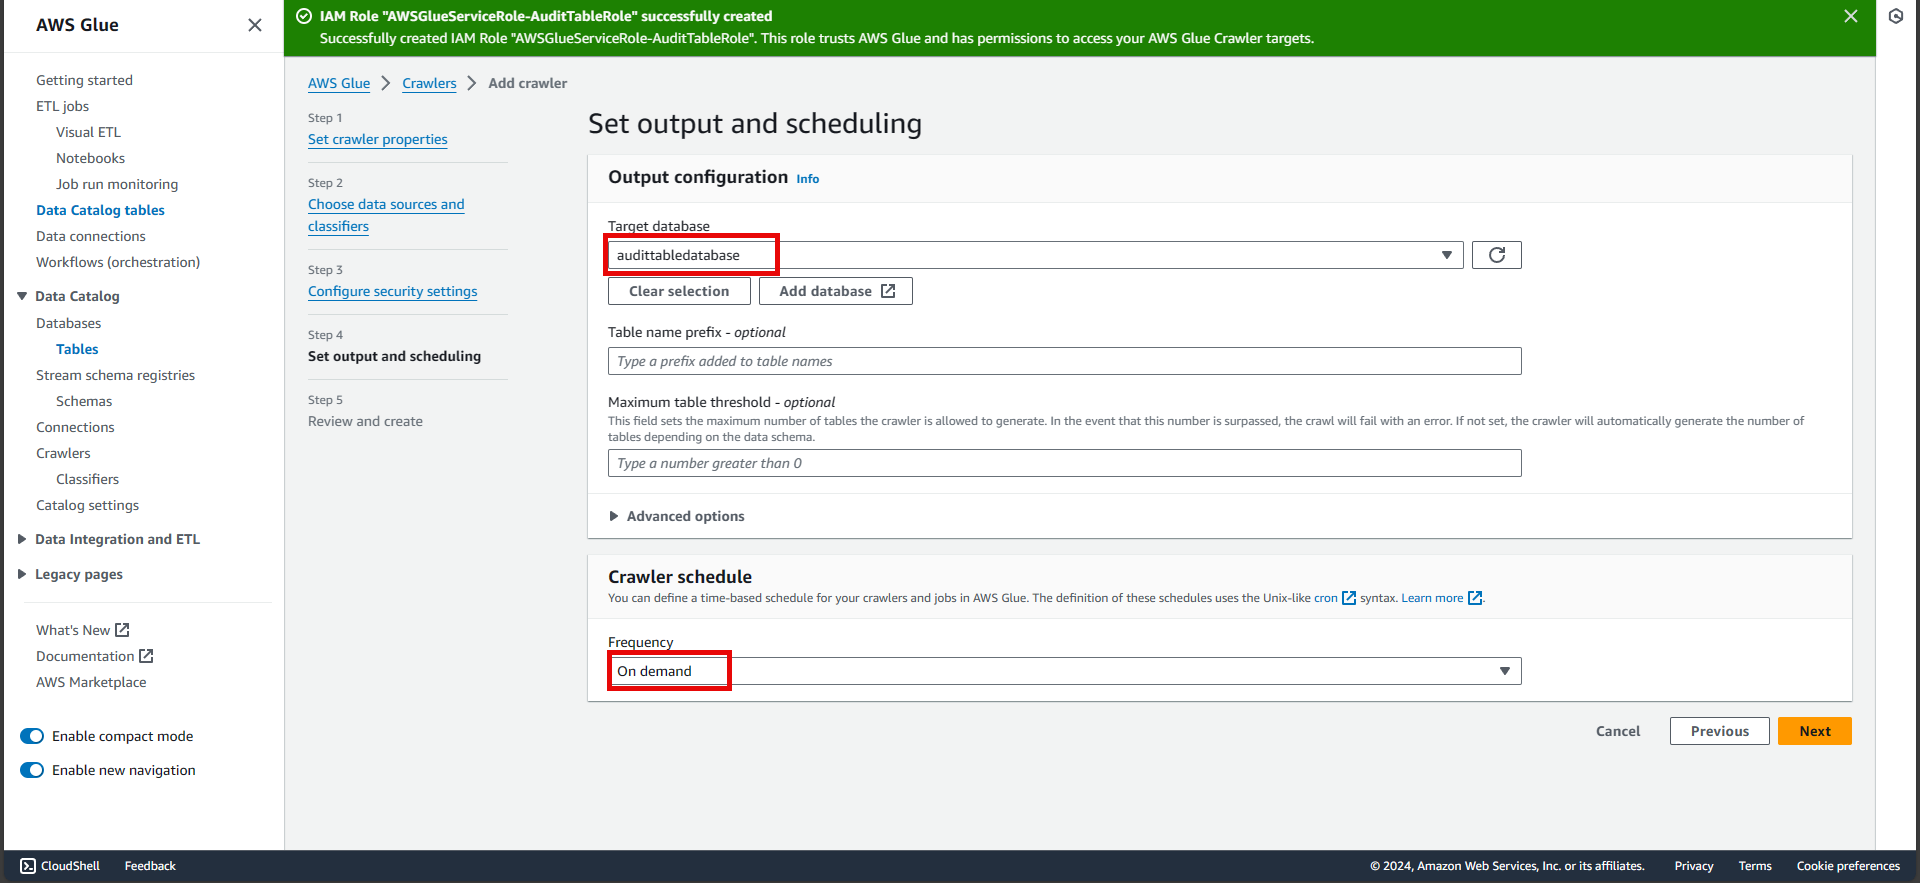 AWS Glue
Getting started
ETL jobs
Visual ETL
Notebooks
Job run monitoring
Data Catalog tables
Data connections
Workflows (orchestration)
Data Catalog
Databases
Tables
Stream schema registries
Schemas
Connections
Crawlers
Classifiers
Catalog settings
Data Integration and ETL
Legacy pages
What's New
Documentation
AWS Marketplace
Enable compact mode
Enable new navigation
IAM Role "AWSGlueServiceRole-AuditTableRole" successfully created
Successfully created IAM Role "AWSGlueServiceRole-AuditTableRole". This role trusts AWS Glue and has permissions to access your AWS Glue Crawler targets.
AWS Glue > Crawlers > Add crawler
Step 1
Set crawler properties
Step 2
Choose data sources and
classifiers
Step 3
Configure security settings
Step 4
Set output and scheduling
Step 5
Review and create
Set output and scheduling
Output configuration Info
Target database
audittabledatabase
Clear selection
Add database
Table name prefix - optional
Type a prefix added to table names
Maximum table threshold - optional
This field sets the maximum number of tables the crawler is allowed to generate. In the event that this number is surpassed, the crawl will fail with an error. If not set, the crawler will automatically generate the number of
tables depending on the data schema.
Type a number greater than 0
Advanced options
Crawler schedule
You can define a time-based schedule for your crawlers and jobs in AWS Glue. The definition of these schedules uses the Unix-like cron syntax. Learn more .
Frequency
On demand
Cancel
Previous
Next
CloudShell
Feedback
© 2024, Amazon Web Services, Inc. or its affiliates.
Privacy
Terms
Cookie preferences